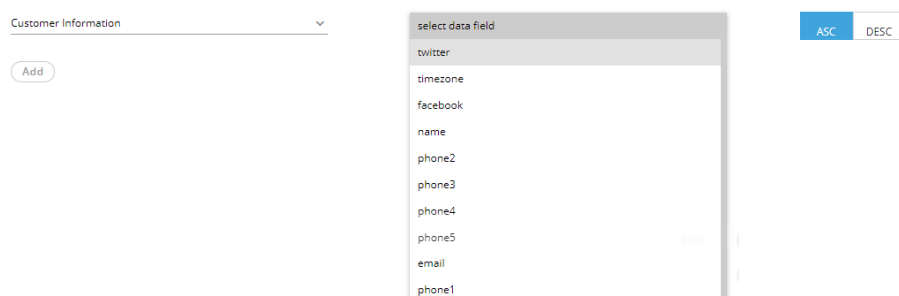 Customer Information
select data field
ASC DESC
twitter
Add
timezone
facebook
name
phone2
phone3
phone4
phone5
email
phone1